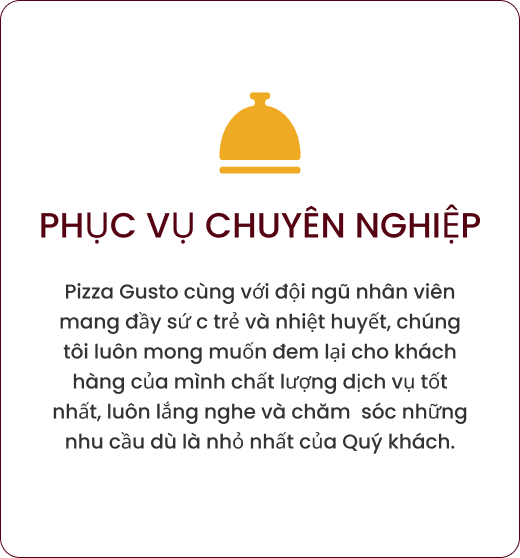 PHỤC VỤ CHUYÊN NGHIỆP
Pizza Gusto cùng với đội ngũ nhân viên
mang đầy sứ c trẻ và nhiệt huyết, chúng
tôi luôn mong muốn đem lại cho khách
hàng của mình chất lượng dịch vụ tốt
nhất, luôn lắng nghe và chăm  sóc những
nhu cầu dù là nhỏ nhất của Quý khách.